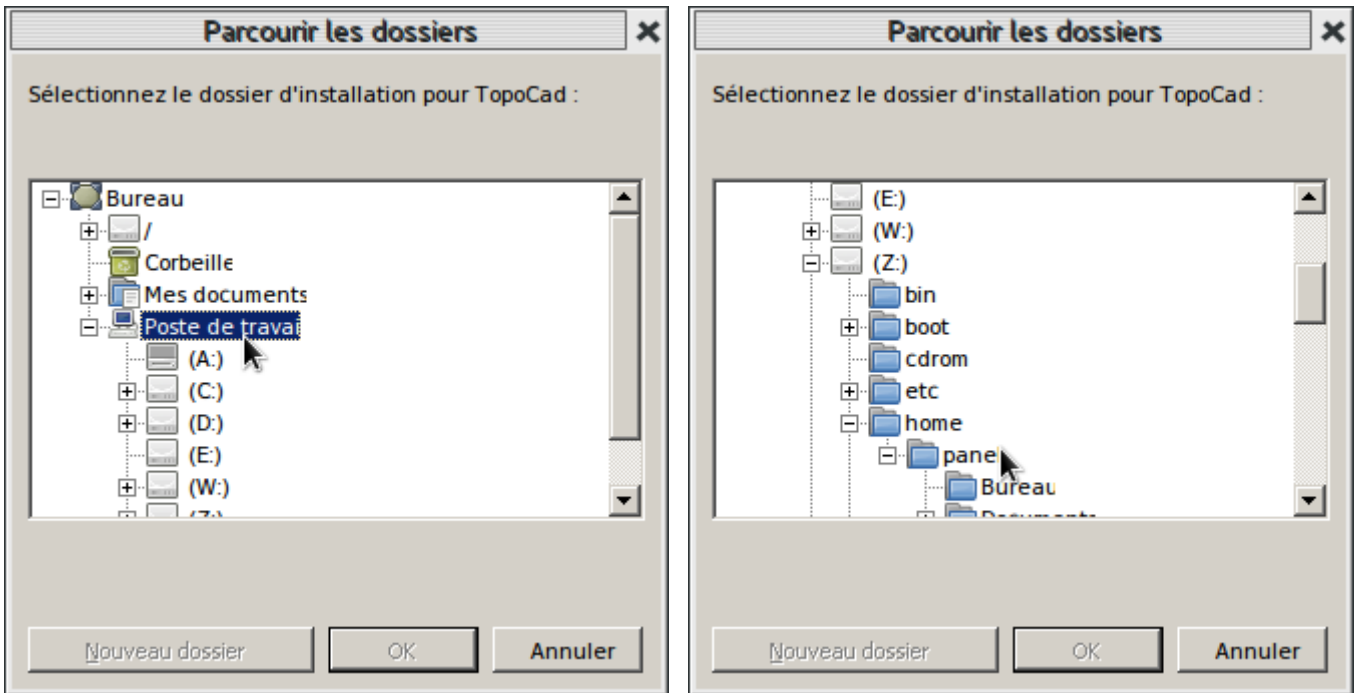 Parcourir les dossiers
Sélectionnez le dossier d'installation pour TopoCad :
Bureau
/
Corbeille
Mes documents
Poste de travai
(A:)
(C:)
(D:)
(E:)
(W:)
(Z:)
Nouveau dossier
OK
Annuler
Parcourir les dossiers
Sélectionnez le dossier d'installation pour TopoCad :
(E:)
(W:)
(Z:)
bin
boot
cdrom
etc
home
pane
Bureau
Documents
Nouveau dossier
OK
Annuler